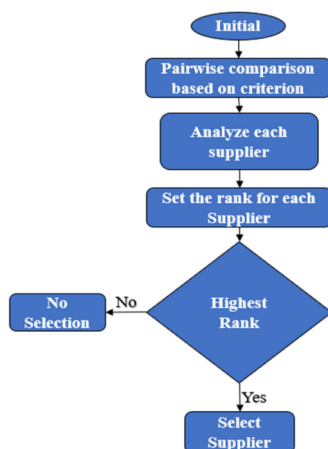 Initial
Pairwise comparison
based on criterion
Analyze each
supplier
Set the rank for each
Supplier
Highest
Rank
No
No
Selection
Yes
Select
Supplier